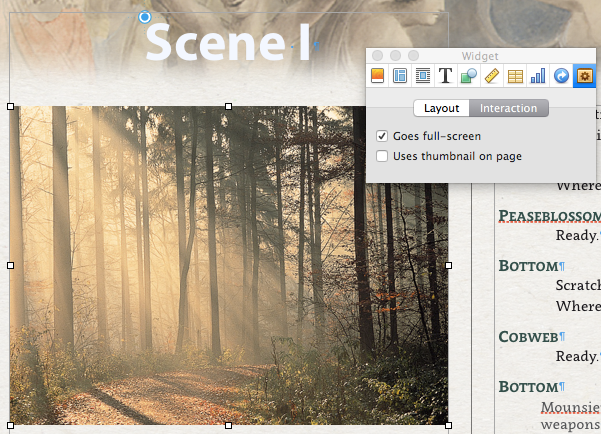 Scene I¶
Widget
T
Layout Interaction
Goes full-screen
Uses thumbnail on page
Where
PEASEBLOSSOM
Ready.¶
BOTTOM¶
Scratch
Where
COBWEB¶
Ready.¶
BOTTOM¶
Mounsie
weapons